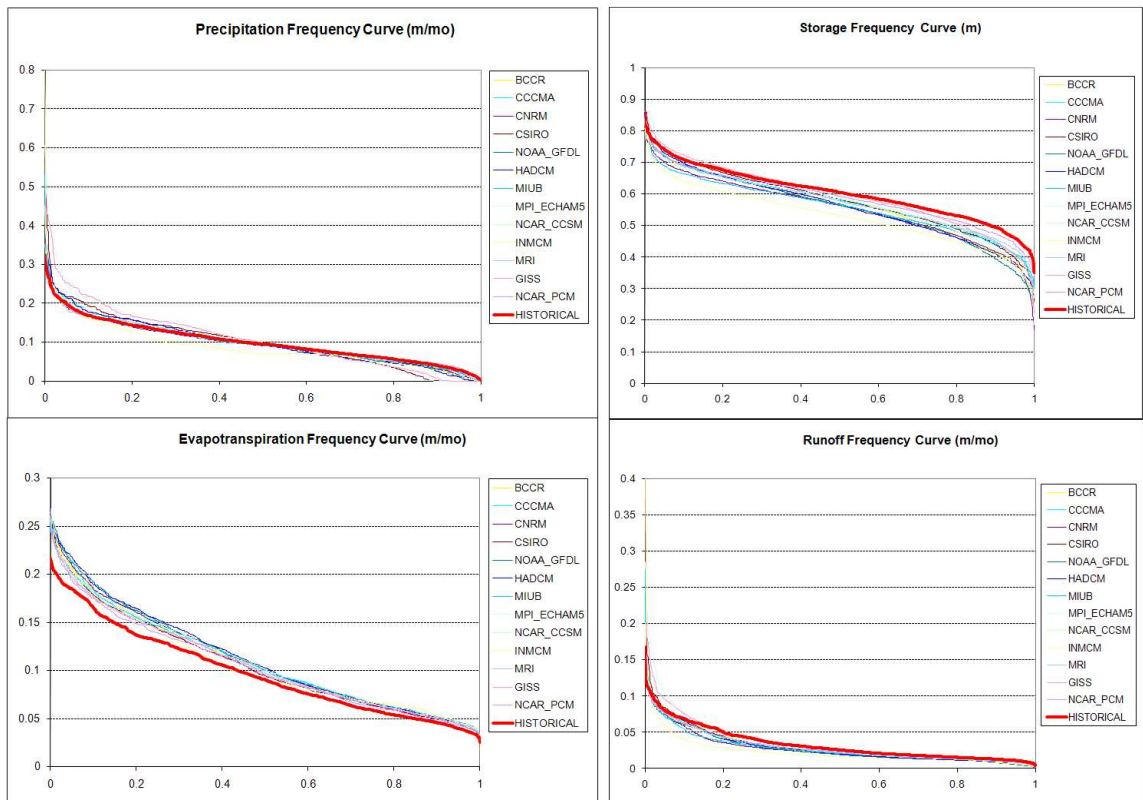 Precipitation Frequency Curve (m/mo)
0.8
0.7
0.6
0.5
0.4
0.3
0.2
0.1
0
0
0.2
0.4
0.6
0.8
1
BCCR
CCCMA
CNRM
CSIRO
NOAA_GFDL
HADCM
MIUB
MPI_ECHAM5
NCAR_CCSM
INMCM
MRI
GISS
NCAR_PCM
HISTORICAL
Storage Frequency Curve (m)
1
0.9
0.8
0.7
0.6
0.5
0.4
0.3
0.2
0.1
0
0
0.2
0.4
0.6
0.8
1
BCCR
CCCMA
CNRM
CSIRO
NOAA_GFDL
HADCM
MIUB
MPI_ECHAM5
NCAR_CCSM
INMCM
MRI
GISS
NCAR_PCM
HISTORICAL
Evapotranspiration Frequency Curve (m/mo)
0.3
0.25
0.2
0.15
0.1
0.05
0
0
0.2
0.4
0.6
0.8
1
BCCR
CCCMA
CNRM
CSIRO
NOAA_GFDL
HADCM
MIUB
MPI_ECHAM5
NCAR_CCSM
INMCM
MRI
GISS
NCAR_PCM
HISTORICAL
Runoff Frequency Curve (m/mo)
0.4
0.35
0.3
0.25
0.2
0.15
0.1
0.05
0
0
0.2
0.4
0.6
0.8
1
BCCR
CCCMA
CNRM
CSIRO
NOAA_GFDL
HADCM
MIUB
MPI_ECHAM5
NCAR_CCSM
INMCM
MRI
GISS
NCAR_PCM
HISTORICAL